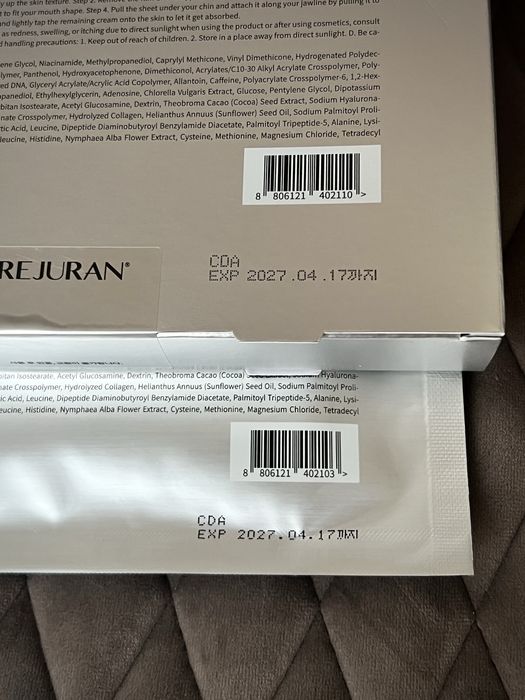 y up the skin texture. Step 2. Remove
t to fit your mouth shape. Step 4. Pull the sheet under your chin and attach it along your jawline by pulling it to
nd lightly tap the remaining cream onto the skin to let it get absorbed.
as redness, swelling, or itching due to direct sunlight when using the product or after using cosmetics, consult
d handling precautions: 1. Keep out of reach of children. 2. Store in a place away from direct sunlight. D. Be ca-
ene Glycol, Niacinamide, Methylpropanediol, Caprylyl Methicone, Vinyl Dimethicone, Hydrogenated Polydec-
lymer, Panthenol, Hydroxyacetophenone, Dimethiconol, Acrylates/C10-30 Alkyl Acrylate Crosspolymer, Poly-
ed DNA, Glyceryl Acrylate/Acrylic Acid Copolymer, Allantoin, Caffeine, Polyacrylate Crosspolymer-6, 1,2-Hex-
panediol, Ethylhexylglycerin, Adenosine, Chlorella Vulgaris Extract, Glucose, Pentylene Glycol, Dipotassium
bitan Isostearate, Acetyl Glucosamine, Dextrin, Theobroma Cacao (Cocoa) Seed Extract, Sodium Hyalurona-
nate Crosspolymer, Hydrolyzed Collagen, Helianthus Annuus (Sunflower) Seed Oil, Sodium Palmitoyl Proli-
tic Acid, Leucine, Dipeptide Diaminobutyroyl Benzylamide Diacetate, Palmitoyl Tripeptide-5, Alanine, Lysi-
leucine, Histidine, Nymphaea Alba Flower Extract, Cysteine, Methionine, Magnesium Chloride, Tetradecyl
8 806121 402110 >
CDA
EXP 2027.04.17까지
REJURAN®
bitan Isostearate, Acetyl Glucosamine, Dextrin, Theobroma Cacao (Cocoa) Hyalurona-
nate Crosspolymer, Hydrolyzed Collagen, Helianthus Annuus (Sunflower) Seed Oil, Sodium Palmitoyl Proli-
ic Acid, Leucine, Dipeptide Diaminobutyroyl Benzylamide Diacetate, Palmitoyl Tripeptide-5, Alanine, Lysi-
eucine, Histidine, Nymphaea Alba Flower Extract, Cysteine, Methionine, Magnesium Chloride, Tetradecyl
8 806121 402103 >
CDA
EXP 2027.04.17까지